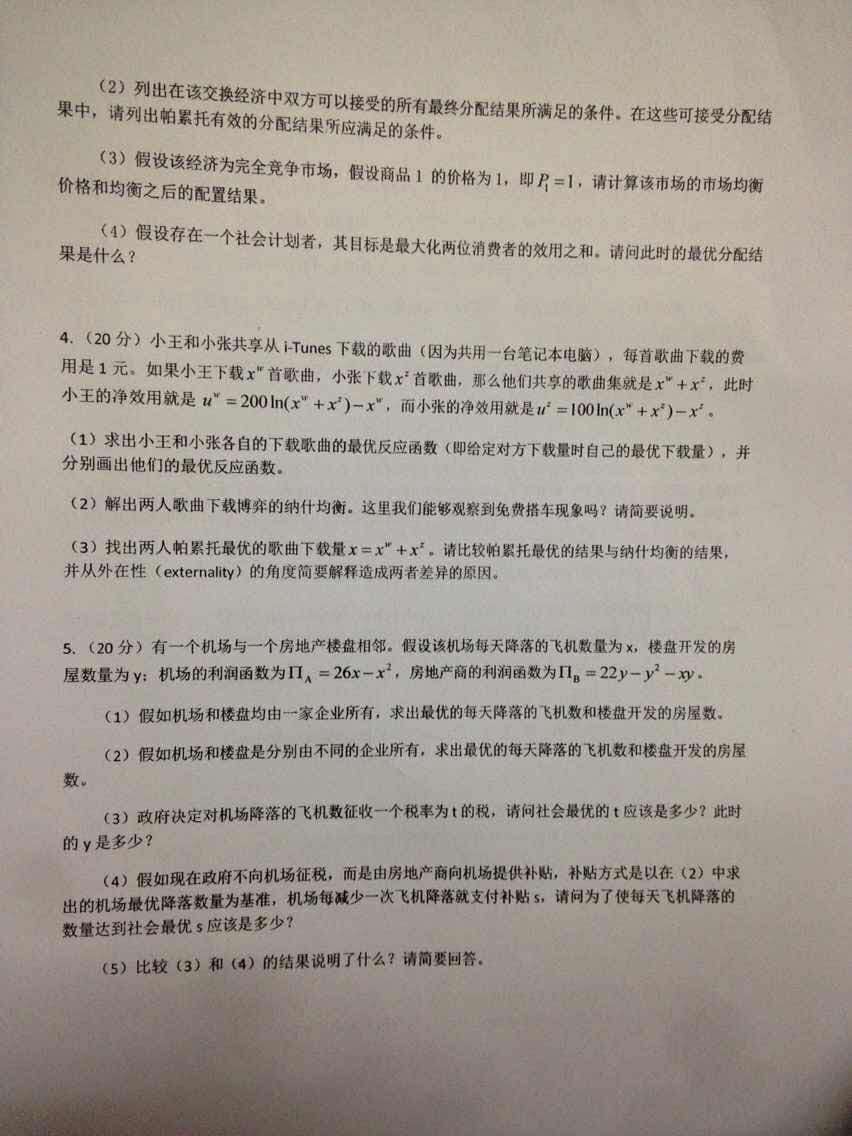 （2）列出在该交换经济中双方可以接受的所有最终分配结果所满足的条件。在这些可接受分配结
果中，请列出帕累托有效的分配结果所应满足的条件。
（3）假设该经济为完全竞争市场，假设商品 1 的价格为 1，即 P₁ =1，请计算该市场的市场均衡
价格和均衡之后的配置结果。
（4）假设存在一个社会计划者，其目标是最大化两位消费者的效用之和。请问此时的最优分配结
果是什么？
4. （20 分）小王和小张共享从 i-Tunes 下载的歌曲（因为共用一台笔记本电脑），每首歌曲下载的费
用是 1 元。如果小王下载 xʷ 首歌曲，小张下载 xᶻ 首歌曲，那么他们共享的歌曲集就是 xʷ + xᶻ，此时
小王的净效用就是 uʷ = 200 ln(xʷ + xᶻ) − xʷ，而小张的净效用就是 uᶻ = 100 ln(xʷ + xᶻ) − xᶻ。
（1）求出小王和小张各自的下载歌曲的最优反应函数（即给定对方下载量时自己的最优下载量），并
分别画出他们的最优反应函数。
（2）解出两人歌曲下载博弈的纳什均衡。这里我们能够观察到免费搭车现象吗？请简要说明。
（3）找出两人帕累托最优的歌曲下载量 x = xʷ + xᶻ。请比较帕累托最优的结果与纳什均衡的结果，
并从外在性（externality）的角度简要解释造成两者差异的原因。
5. （20 分）有一个机场与一个房地产楼盘相邻。假设该机场每天降落的飞机数量为 x，楼盘开发的房
屋数量为 y；机场的利润函数为 Π_A = 26x − x²，房地产商的利润函数为 Π_B = 22y − y² − xy。
（1）假如机场和楼盘均由一家企业所有，求出最优的每天降落的飞机数和楼盘开发的房屋数。
（2）假如机场和楼盘是分别由不同的企业所有，求出最优的每天降落的飞机数和楼盘开发的房屋
数。
（3）政府决定对机场降落的飞机数征收一个税率为 t 的税，请问社会最优的 t 应该是多少？此时
的 y 是多少？
（4）假如现在政府不向机场征税，而是由房地产商向机场提供补贴，补贴方式是以在（2）中求
出的机场最优降落数量为基准，机场每减少一次飞机降落就支付补贴 s，请问为了使每天飞机降落的
数量达到社会最优 s 应该是多少？
（5）比较（3）和（4）的结果说明了什么？请简要回答。